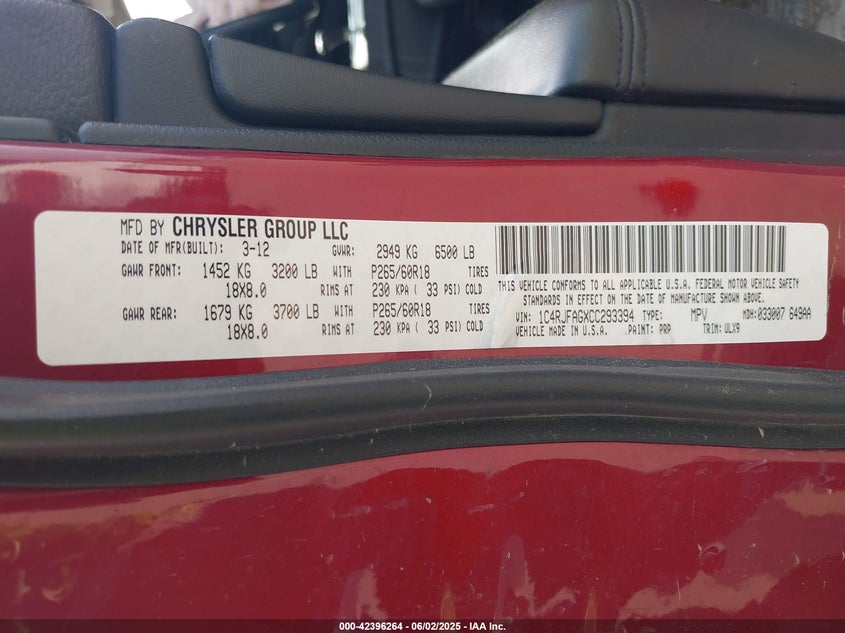 MFD BY CHRYSLER GROUP LLC
DATE OF MFR(BUILT): 3-12 GVWR: 2949 KG 6500 LB
GAWR FRONT: 1452 KG 3200 LB WITH P265/60R18 TIRES
18X8.0 RIMS AT 230 KPA ( 33 PSI) COLD
GAWR REAR: 1679 KG 3700 LB WITH P265/60R18 TIRES
18X8.0 RIMS AT 230 KPA ( 33 PSI) COLD
THIS VEHICLE CONFORMS TO ALL APPLICABLE U.S.A. FEDERAL MOTOR VEHICLE SAFETY
STANDARDS IN EFFECT ON THE DATE OF MANUFACTURE SHOWN ABOVE.
VIN: 1C4RJFAGXCC293394 TYPE: MPV MDH: 033007 649AA
VEHICLE MADE IN U.S.A. PAINT: PRP TRIM: ULX9
000-42396264 - 06/02/2025 - IAA Inc.